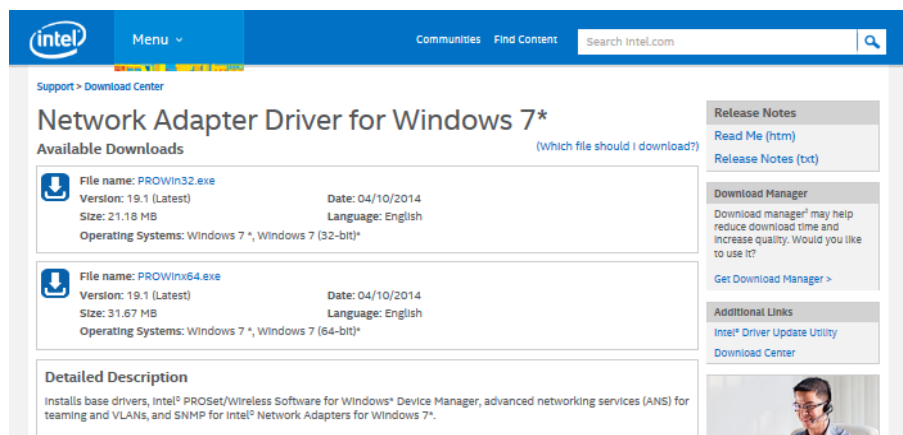 intel
Menu
Communities Find Content Search Intel.com
Support > Download Center
Network Adapter Driver for Windows 7*
Available Downloads
(Which file should I download?)
File name: PROWin32.exe
Version: 19.1 (Latest) Date: 04/10/2014
Size: 21.18 MB Language: English
Operating Systems: Windows 7 *, Windows 7 (32-bit)*
File name: PROWinx64.exe
Version: 19.1 (Latest) Date: 04/10/2014
Size: 31.67 MB Language: English
Operating Systems: Windows 7 *, Windows 7 (64-bit)*
Detailed Description
Installs base drivers, Intel® PROSet/Wireless Software for Windows* Device Manager, advanced networking services (ANS) for
teaming and VLANs, and SNMP for Intel® Network Adapters for Windows 7*.
Release Notes
Read Me (htm)
Release Notes (txt)
Download Manager
Download manager² may help
reduce download time and
increase quality. Would you like
to use it?
Get Download Manager >
Additional Links
Intel® Driver Update Utility
Download Center